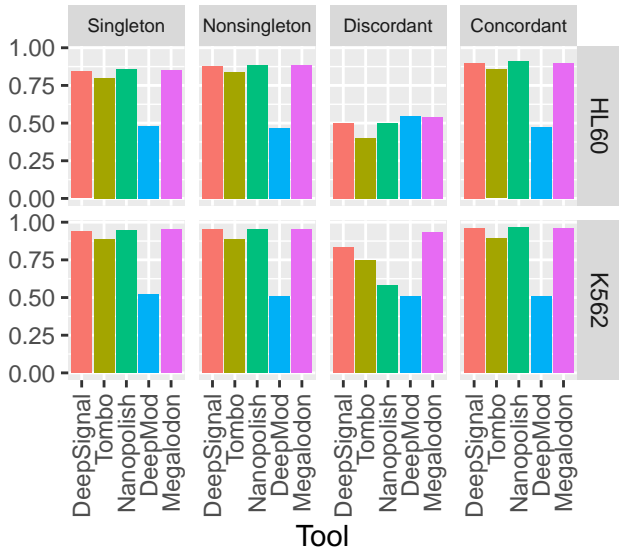 Singleton Nonsingleton Discordant Concordant
1.00
0.75
0.50
0.25
0.00
HL60
1.00
0.75
0.50
0.25
0.00
K562
DeepSignal Tombo Nanopolish DeepMod Megalodon DeepSignal Tombo Nanopolish DeepMod Megalodon DeepSignal Tombo Nanopolish DeepMod Megalodon DeepSignal Tombo Nanopolish DeepMod Megalodon
Tool